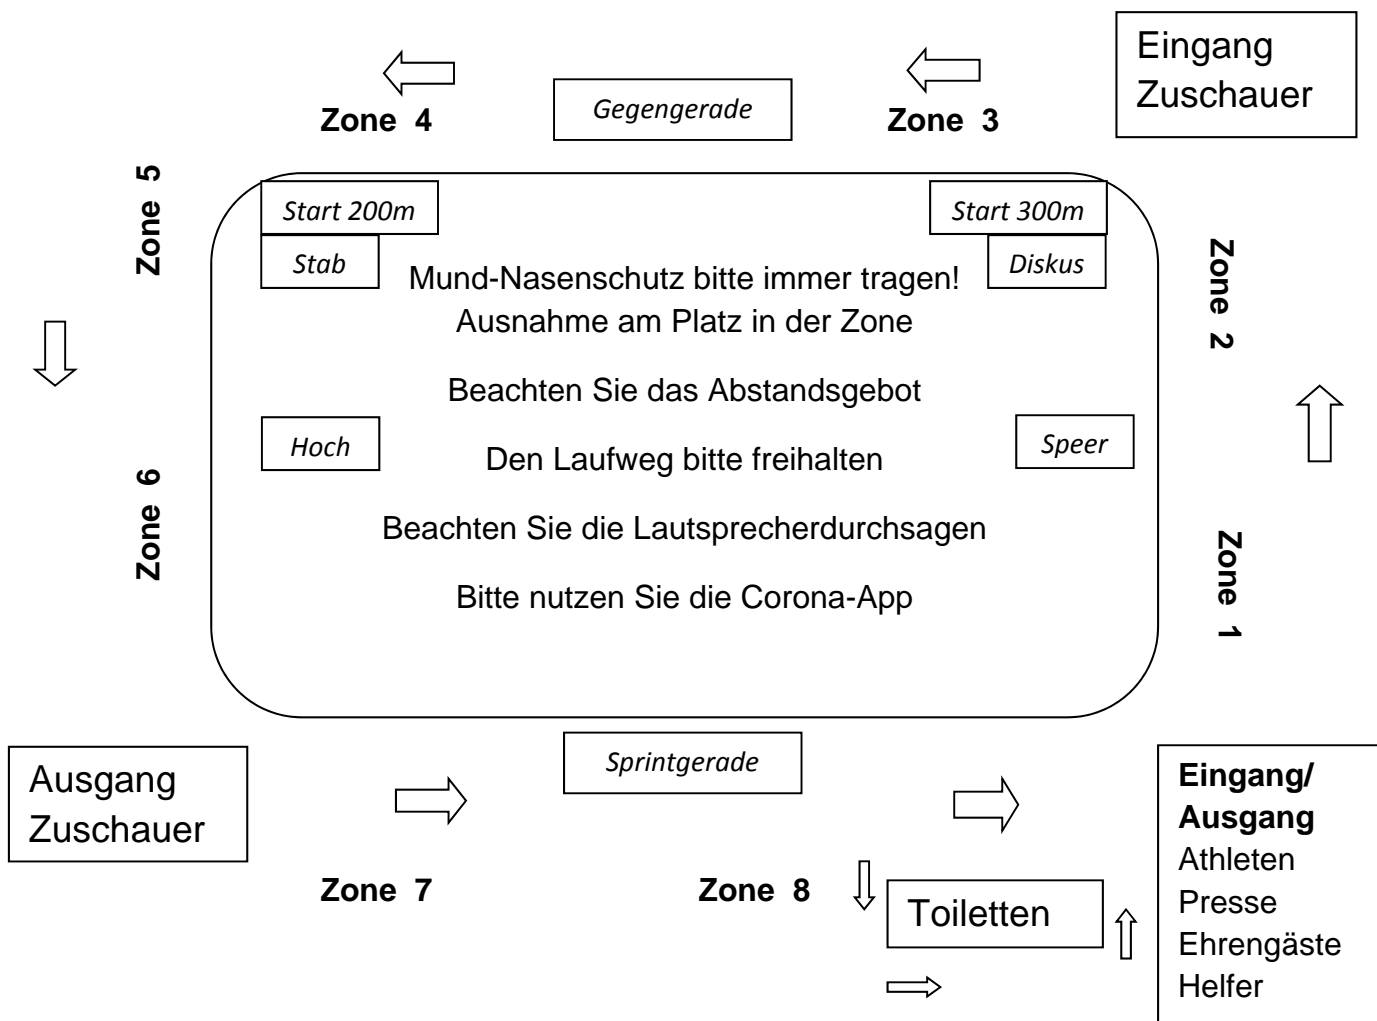 Eingang
Zuschauer
Gegengerade
Zone 4
Zone 3
Zone 5
Start 200m
Start 300m
Stab
Diskus
Zone 2
Mund-Nasenschutz bitte immer tragen!
Ausnahme am Platz in der Zone
Beachten Sie das Abstandsgebot
Hoch
Speer
Den Laufweg bitte freihalten
Zone 6
Beachten Sie die Lautsprecherdurchsagen
Zone 1
Bitte nutzen Sie die Corona-App
Sprintgerade
Ausgang
Zuschauer
Eingang/
Ausgang
Athleten
Presse
Ehrengäste
Helfer
Zone 7
Zone 8
Toiletten